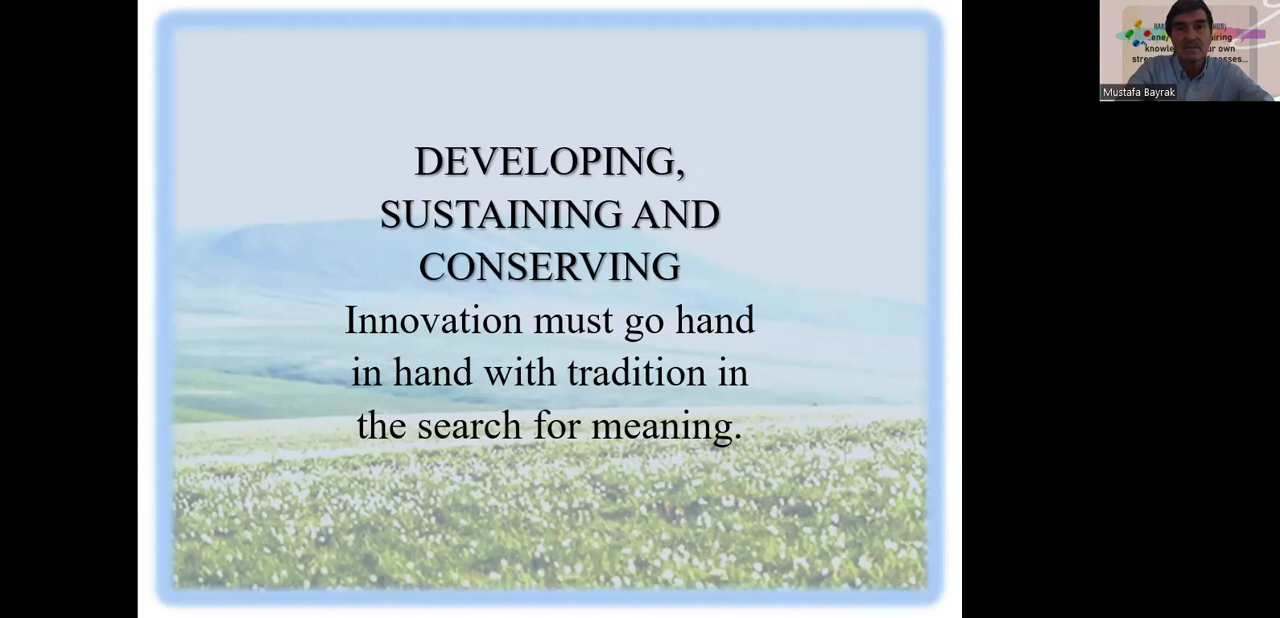 DEVELOPING,
SUSTAINING AND
CONSERVING
Innovation must go hand
in hand with tradition in
the search for meaning.
Mustafa Bayrak